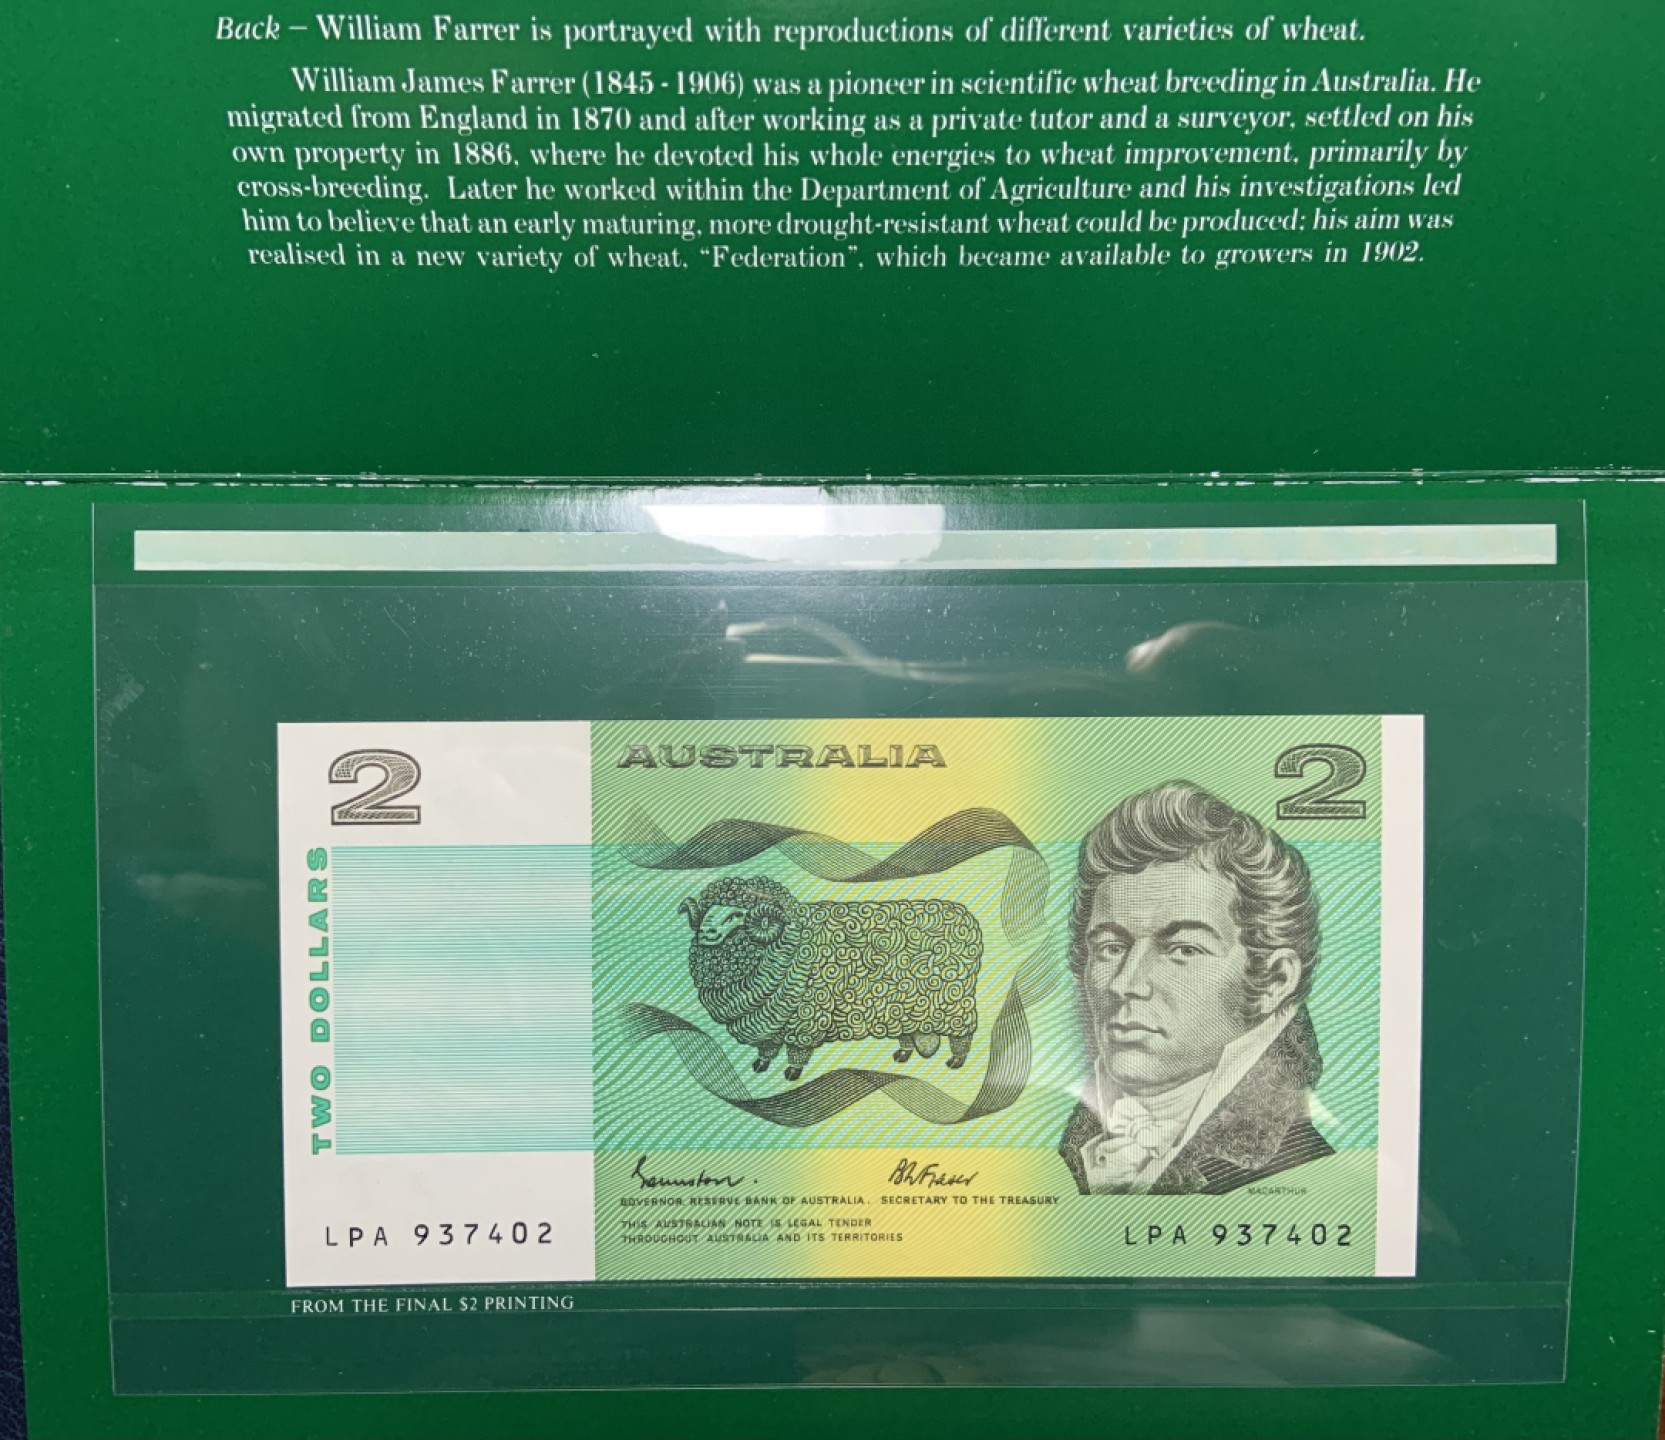 Back – William Farrer is portrayed with reproductions of different varieties of wheat.
William James Farrer (1845 - 1906) was a pioneer in scientific wheat breeding in Australia. He
migrated from England in 1870 and after working as a private tutor and a surveyor, settled on his
own property in 1886, where he devoted his whole energies to wheat improvement, primarily by
cross-breeding. Later he worked within the Department of Agriculture and his investigations led
him to believe that an early maturing, more drought-resistant wheat could be produced; his aim was
realised in a new variety of wheat, “Federation”, which became available to growers in 1902.
2
AUSTRALIA
2
TWO DOLLARS
GOVERNOR, RESERVE BANK OF AUSTRALIA. SECRETARY TO THE TREASURY
MACARTHUR
THIS AUSTRALIAN NOTE IS LEGAL TENDER
THROUGHOUT AUSTRALIA AND ITS TERRITORIES
LPA 937402
LPA 937402
FROM THE FINAL $2 PRINTING